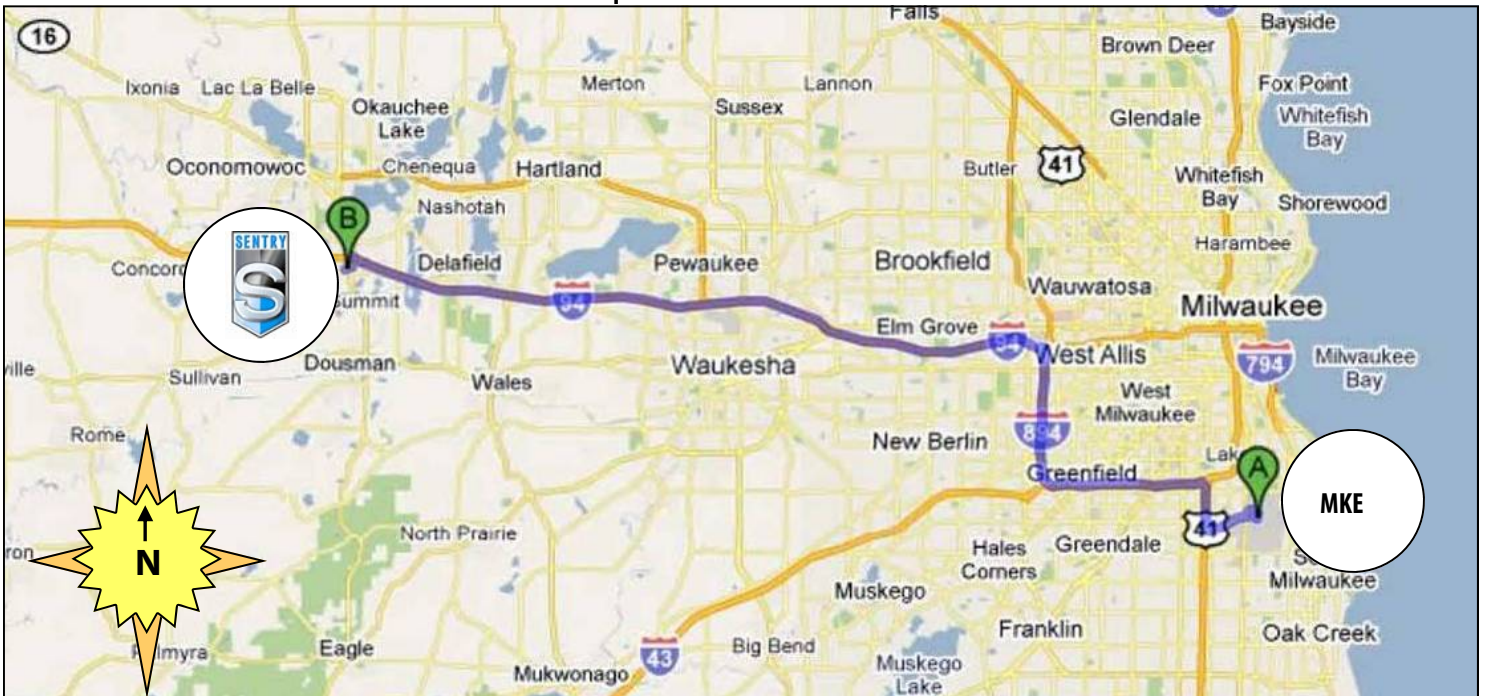 Falls
Bayside
16
Brown Deer
Ixonia
Lac La Belle
Merton
Lannon
Fox Point
Okauchee
Lake
Sussex
Glendale
Whitefish
Bay
Oconomowoc
Chenequa
Hartland
Butler
41
Whitefish
Bay
Shorewood
Nashotah
B
SENTRY
S
Harambee
Concord
Delafield
Pewaukee
Brookfield
Wauwatosa
Summit
94
Milwaukee
Elm Grove
94
West Allis
794
Milwaukee
Bay
ville
Sullivan
Dousman
Wales
Waukesha
West
Milwaukee
Rome
New Berlin
894
Greenfield
Lak
A
MKE
41
N
North Prairie
ron
Hales
Corners
Greendale
So
Milwaukee
Muskego
Franklin
Oak Creek
Palmyra
Eagle
Mukwonago
43
Big Bend
Muskego
Lake